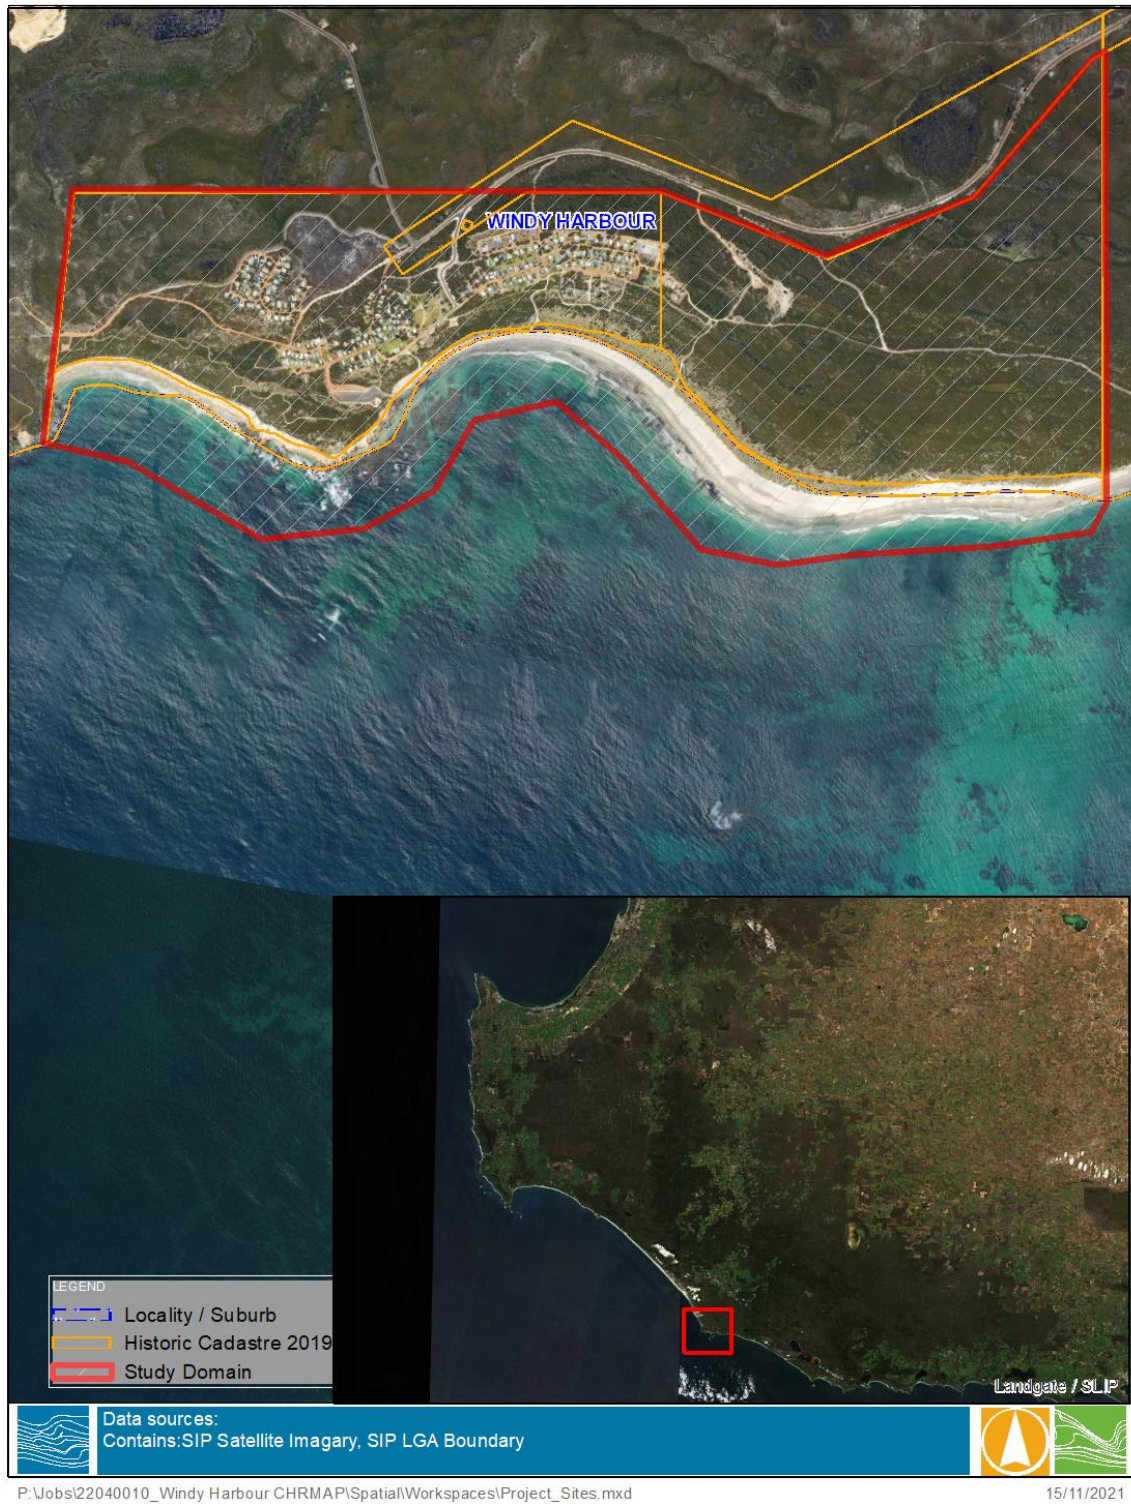 WINDY HARBOUR
LEGEND
Locality / Suburb
Historic Cadastre 2019
Study Domain
Landgate / SLIP
Data sources:
Contains:SIP Satellite Imagary, SIP LGA Boundary
P:\Jobs\22040010_Windy Harbour CHRMAP\Spatial\Workspaces\Project_Sites.mxd
15/11/2021